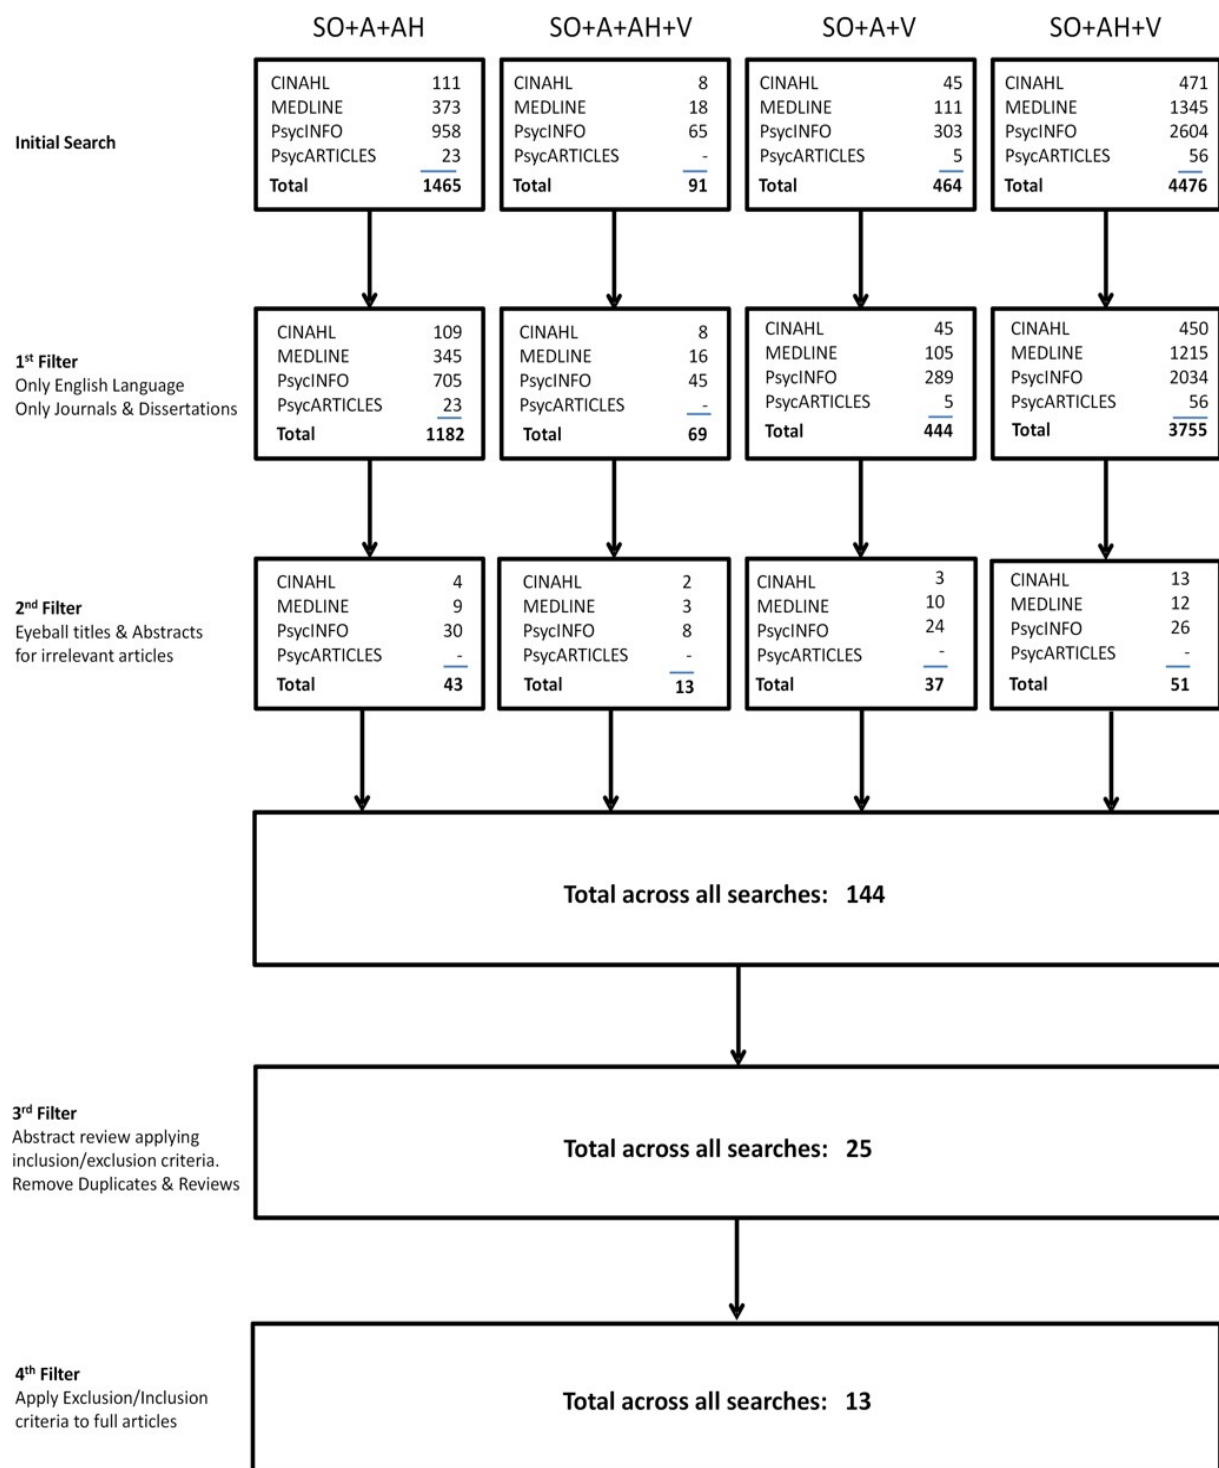 SO+A+AH SO+A+AH+V SO+A+V SO+AH+V
Initial Search
CINAHL 111
MEDLINE 373
PsycINFO 958
PsycARTICLES 23
Total 1465
CINAHL 8
MEDLINE 18
PsycINFO 65
PsycARTICLES -
Total 91
CINAHL 45
MEDLINE 111
PsycINFO 303
PsycARTICLES 5
Total 464
CINAHL 471
MEDLINE 1345
PsycINFO 2604
PsycARTICLES 56
Total 4476
1st Filter
Only English Language
Only Journals & Dissertations
CINAHL 109
MEDLINE 345
PsycINFO 705
PsycARTICLES 23
Total 1182
CINAHL 8
MEDLINE 16
PsycINFO 45
PsycARTICLES -
Total 69
CINAHL 45
MEDLINE 105
PsycINFO 289
PsycARTICLES 5
Total 444
CINAHL 450
MEDLINE 1215
PsycINFO 2034
PsycARTICLES 56
Total 3755
2nd Filter
Eyeball titles & Abstracts
for irrelevant articles
CINAHL 4
MEDLINE 9
PsycINFO 30
PsycARTICLES -
Total 43
CINAHL 2
MEDLINE 3
PsycINFO 8
PsycARTICLES -
Total 13
CINAHL 3
MEDLINE 10
PsycINFO 24
PsycARTICLES -
Total 37
CINAHL 13
MEDLINE 12
PsycINFO 26
PsycARTICLES -
Total 51
Total across all searches: 144
3rd Filter
Abstract review applying
inclusion/exclusion criteria.
Remove Duplicates & Reviews
Total across all searches: 25
4th Filter
Apply Exclusion/Inclusion
criteria to full articles
Total across all searches: 13